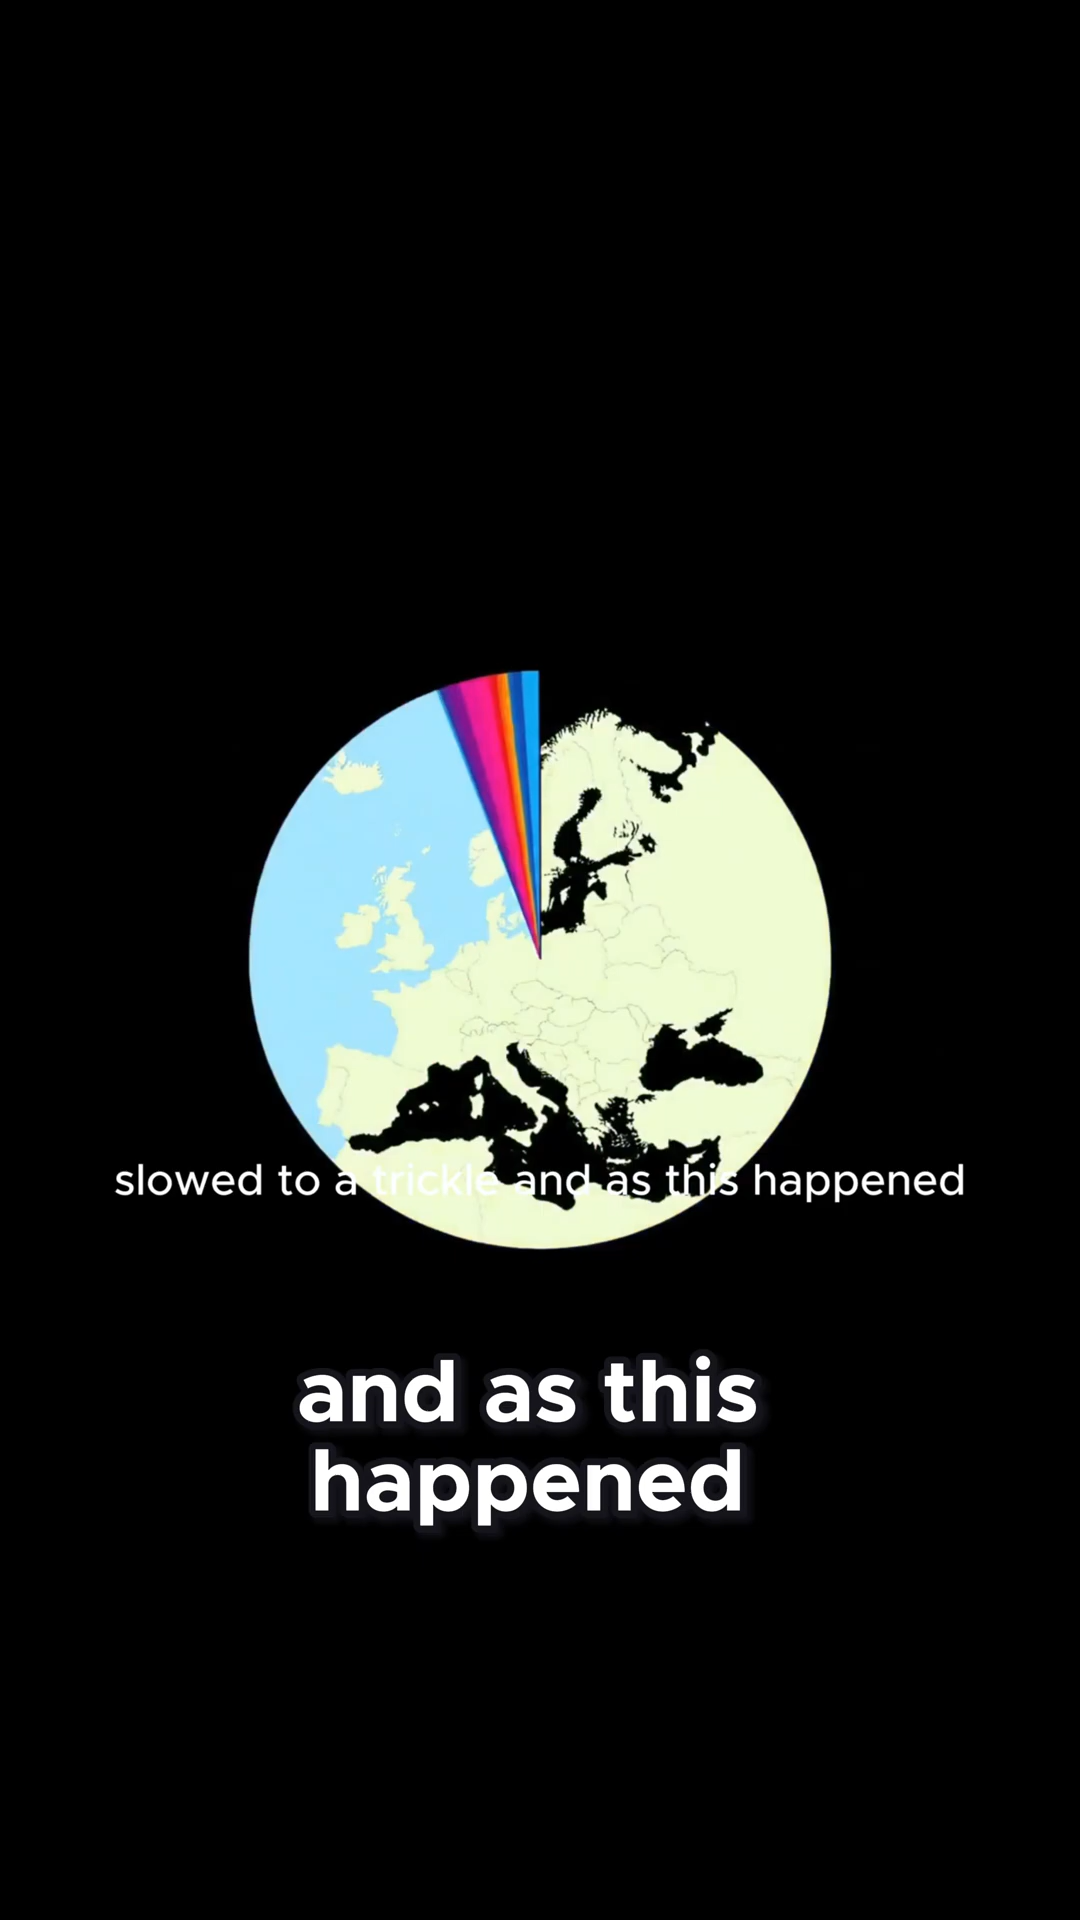 slowed to a trickle and as this happened
and as this
happened